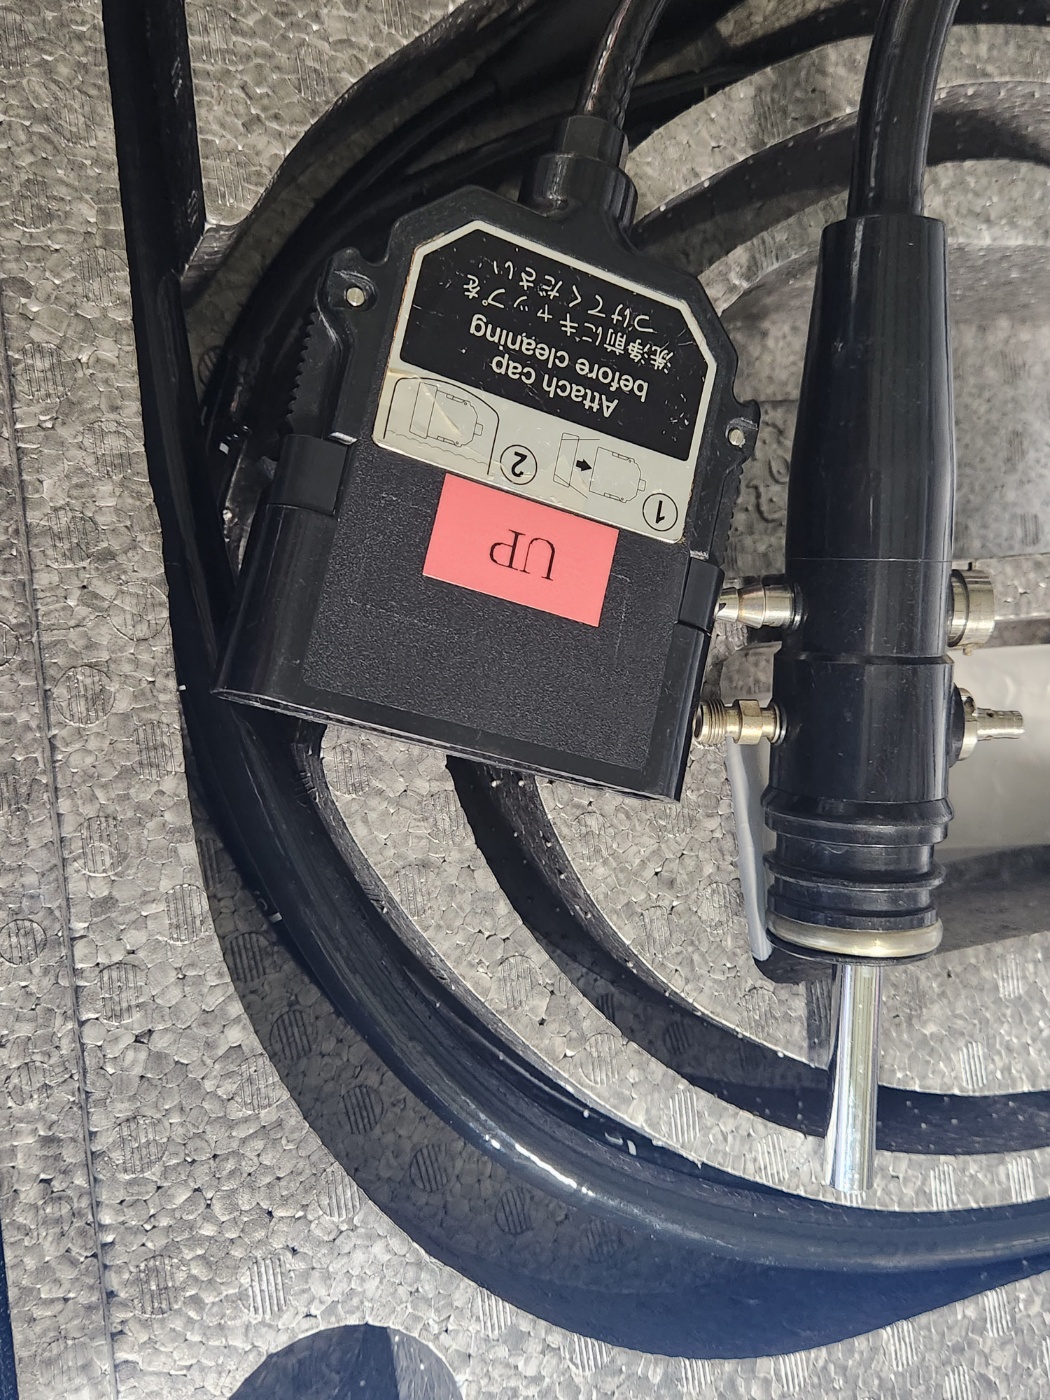 洗浄前にキャップを
つけてください
Attach cap
before cleaning
1
2
UP